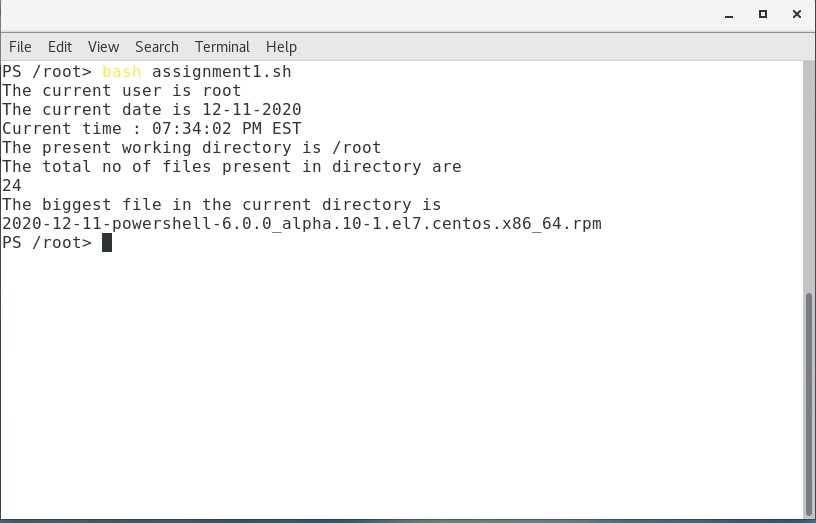 File Edit View Search Terminal Help
PS /root> bash assignment1.sh
The current user is root
The current date is 12-11-2020
Current time : 07:34:02 PM EST
The present working directory is /root
The total no of files present in directory are
24
The biggest file in the current directory is
2020-12-11-powershell-6.0.0_alpha.10-1.el7.centos.x86_64.rpm
PS /root>